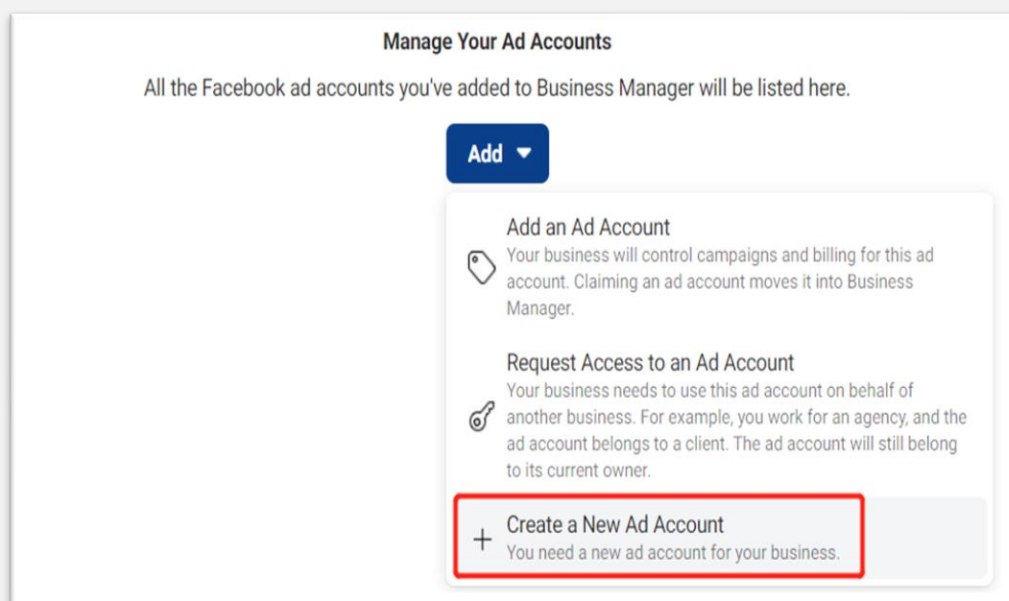 Manage Your Ad Accounts
All the Facebook ad accounts you've added to Business Manager will be listed here.
Add
Add an Ad Account
Your business will control campaigns and billing for this ad
account. Claiming an ad account moves it into Business
Manager.
Request Access to an Ad Account
Your business needs to use this ad account on behalf of
another business. For example, you work for an agency, and the
ad account belongs to a client. The ad account will still belong
to its current owner.
Create a New Ad Account
You need a new ad account for your business.